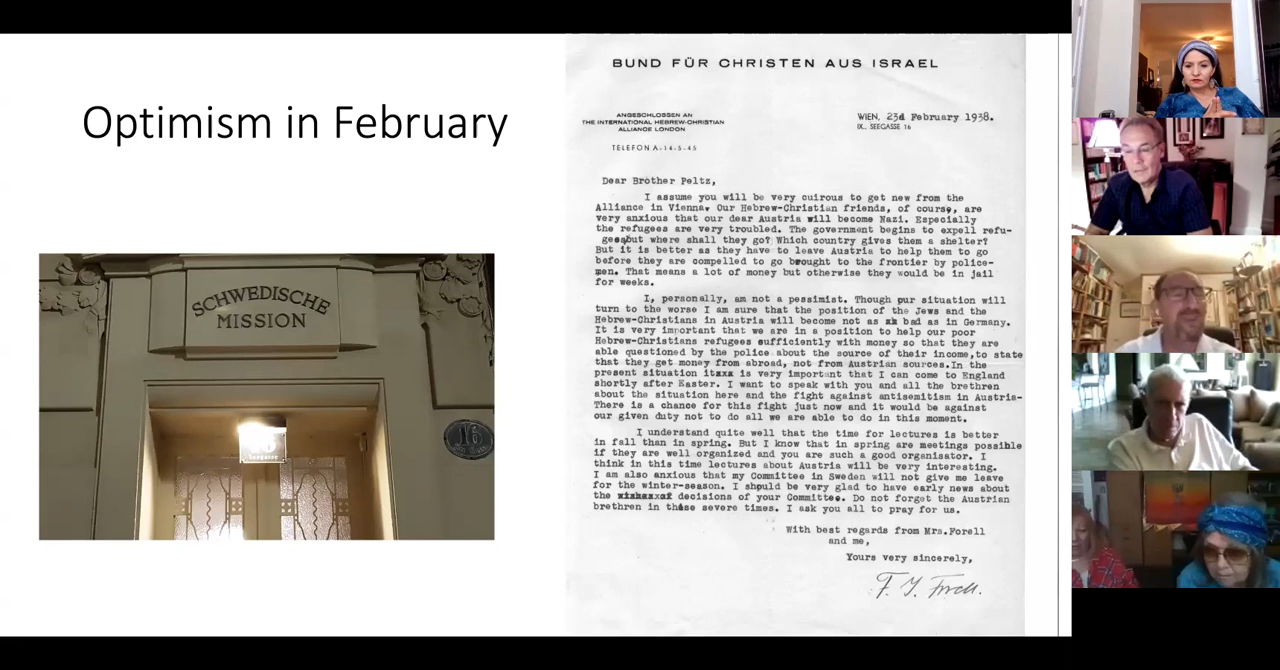 Optimism in February
SCHWEDISCHE
MISSION
16
BUND FÜR CHRISTEN AUS ISRAEL
ANGESCHLOSSEN AN
THE INTERNATIONAL HEBREW-CHRISTIAN
ALLIANCE LONDON
TELEFON A-14-5-45
WIEN, 23d February 1938.
IX., SEEGASSE 16
Dear Brother Peltz,
I assume you will be very cuirous to get new from the
Alliance in Vienna. Our Hebrew-Christian friends, of course, are
very anxious that our dear Austria will become Nazi. Especially
the refugees are very troubled. The government begins to expell refu-
gees but where shall they go? Which country gives them a shelter?
But it is better as they have to leave Austria to help them to go
before they are compelled to go brought to the frontier by police-
men. That means a lot of money but otherwise they would be in jail
for weeks.
I, personally, am not a pessimist. Though our situation will
turn to the worse I am sure that the position of the Jews and the
Hebrew-Christians in Austria will become not as bad as in Germany.
It is very important that we are in a position to help our poor
Hebrew-Christians refugees sufficiently with money so that they are
able questioned by the police about the source of their income,to state
that they get money from abroad, not from Austrian sources.In the
present situation itxxx is very important that I can come to England
shortly after Easter. I want to speak with you and all the brethren
about the situation here and the fight against antisemitism in Austria-
There is a chance for this fight just now and it would be against
our given duty not to do all we are able to do in this moment.
I understand quite well that the time for lectures is better
in fall than in spring. But I know that in spring are meetings possible
if they are well organized and you are such a good organisator. I
think in this time lectures about Austria will be very interesting.
I am also anxious that my Committee in Sweden will not give me leave
for the winter-season. I should be very glad to have early news about
the decisions of your Committee. Do not forget the Austrian
brethren in these severe times. I ask you all to pray for us.
With best regards from Mrs.Forell
and me,
Yours very sincerely,
F. J. Forell.